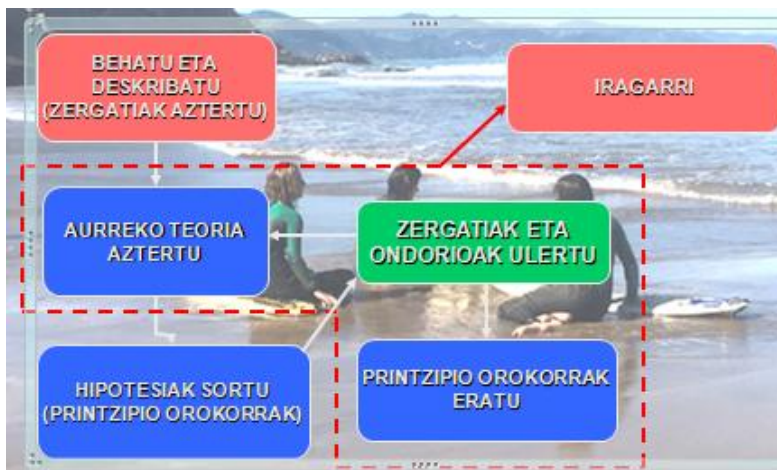 BEHATU ETA
DESKRIBATU
(ZERGATIAK AZTERTU)
IRAGARRI
AURREKO TEORIA
AZTERTU
ZERGATIAK ETA
ONDORIOAK ULERTU
HIPOTESIAK SORTU
(PRINTZIPIO OROKORRAK)
PRINTZIPIO OROKORRAK
ERATU